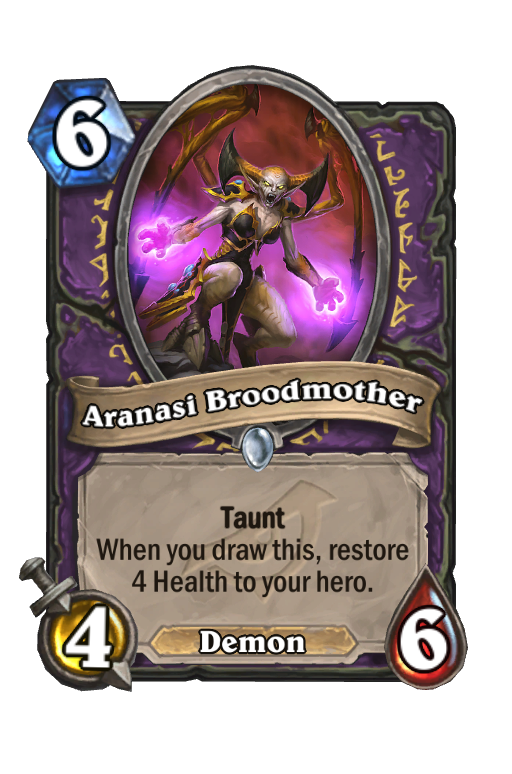 6
Aranasi Broodmother
Taunt
When you draw this, restore
4 Health to your hero.
4
Demon
6